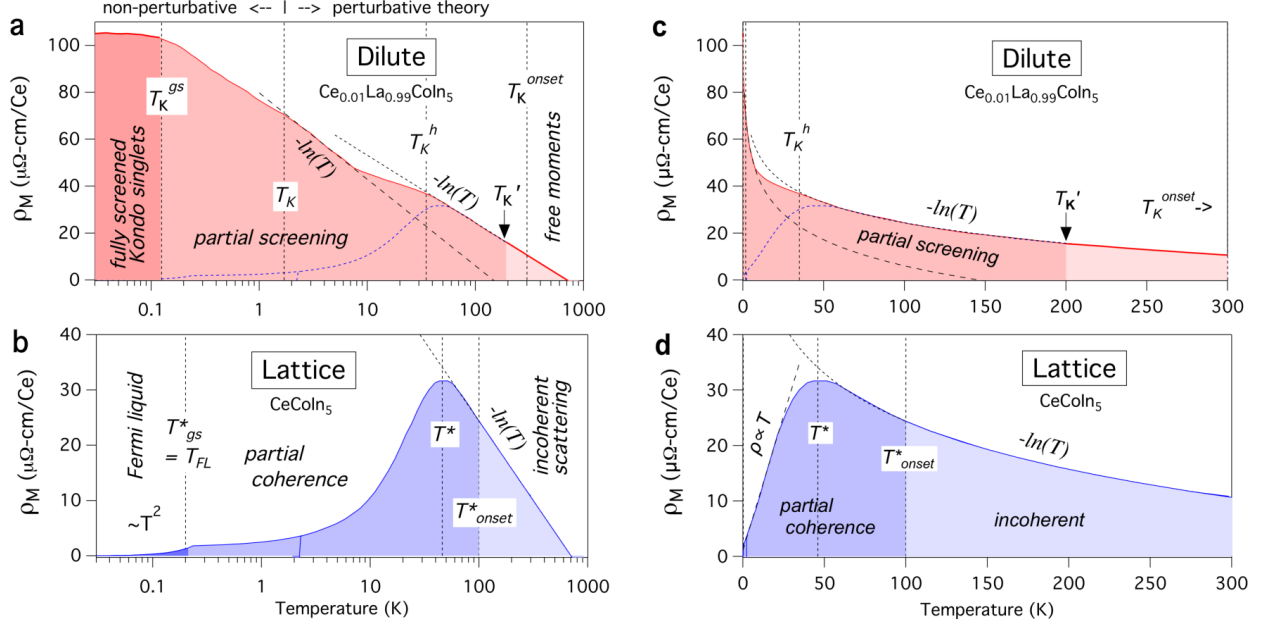 non-perturbative <-- | --> perturbative theory
a
ρM (μΩ-cm/Ce)
100
80
60
40
20
0
Dilute
Ce0.01La0.99CoIn5
TKgs
TK
TKh
TKonset
TK'
fully screened
Kondo singlets
partial screening
-ln(T)
-ln(T)
free moments
0.1
1
10
100
1000
c
ρM (μΩ-cm/Ce)
100
80
60
40
20
0
Dilute
Ce0.01La0.99CoIn5
TKh
-ln(T)
TK'
TKonset->
partial screening
0
50
100
150
200
250
300
b
ρM (μΩ-cm/Ce)
40
30
20
10
0
Lattice
CeCoIn5
Fermi liquid
T*gs
= TFL
~T2
partial
coherence
T*
T*onset
-ln(T)
incoherent
scattering
0.1
1
10
100
1000
Temperature (K)
d
ρM (μΩ-cm/Ce)
40
30
20
10
0
Lattice
CeCoIn5
ρ∝T
T*
T*onset
-ln(T)
partial
coherence
incoherent
0
50
100
150
200
250
300
Temperature (K)